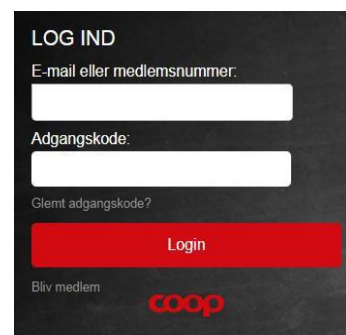 LOG IND
E-mail eller medlemsnummer:
Adgangskode:
Glemt adgangskode?
Login
Bliv medlem
coop